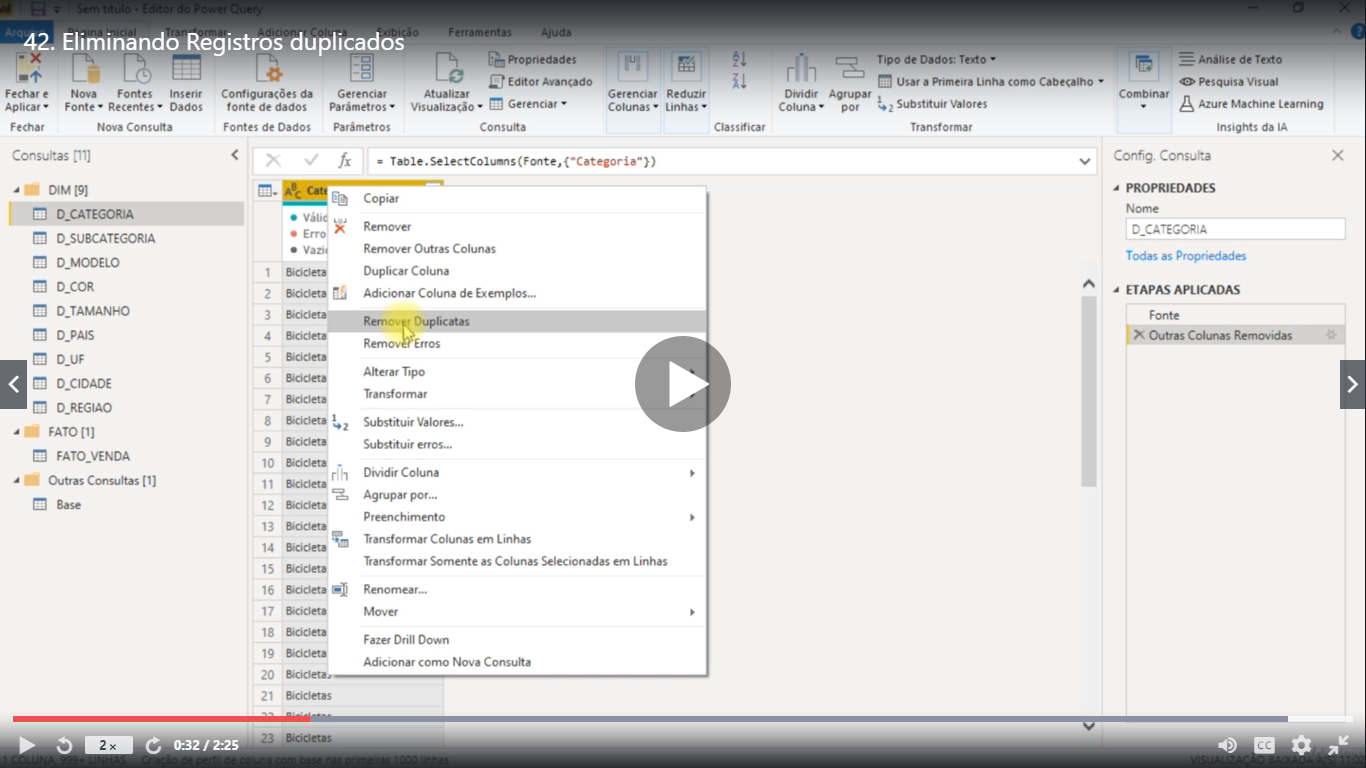 Sem título - Editor do Power Query
42. Eliminando Registros duplicados
Arquivo Página Inicial Transformar Adicionar Coluna Exibição Ferramentas Ajuda
Fechar e Aplicar
Nova Fonte
Fontes Recentes
Inserir Dados
Configurações da fonte de dados
Gerenciar Parâmetros
Atualizar Visualização
Propriedades
Editor Avançado
Gerenciar
Gerenciar Colunas
Reduzir Linhas
Dividir Coluna
Agrupar por
Tipo de Dados: Texto
Usar a Primeira Linha como Cabeçalho
Substituir Valores
Combinar
Análise de Texto
Pesquisa Visual
Azure Machine Learning
Fechar
Nova Consulta
Fontes de Dados
Parâmetros
Consulta
Classificar
Transformar
Insights da IA
Consultas [11]
DIM [9]
D_CATEGORIA
D_SUBCATEGORIA
D_MODELO
D_COR
D_TAMANHO
D_PAIS
D_UF
D_CIDADE
D_REGIAO
FATO [1]
FATO_VENDA
Outras Consultas [1]
Base
fx = Table.SelectColumns(Fonte,{"Categoria"})
ABC Cate
Válid
Erro
Vazi
1 Bicicleta
2 Bicicleta
3 Bicicleta
4 Bicicleta
5 Bicicleta
6 Bicicleta
7 Bicicleta
8 Bicicleta
9 Bicicleta
10 Bicicleta
11 Bicicleta
12 Bicicleta
13 Bicicleta
14 Bicicleta
15 Bicicleta
16 Bicicleta
17 Bicicleta
18 Bicicleta
19 Bicicleta
20 Bicicletas
21 Bicicletas
22 Bicicletas
23 Bicicletas
Copiar
Remover
Remover Outras Colunas
Duplicar Coluna
Adicionar Coluna de Exemplos...
Remover Duplicatas
Remover Erros
Alterar Tipo
Transformar
Substituir Valores...
Substituir erros...
Dividir Coluna
Agrupar por...
Preenchimento
Transformar Colunas em Linhas
Transformar Somente as Colunas Selecionadas em Linhas
Renomear...
Mover
Fazer Drill Down
Adicionar como Nova Consulta
Config. Consulta
PROPRIEDADES
Nome
D_CATEGORIA
Todas as Propriedades
ETAPAS APLICADAS
Fonte
Outras Colunas Removidas
2x 0:32 / 2:25 CC
1 COLUNA, 999+ LINHAS Criação de perfil de coluna com base nas primeiras 1000 linhas
VISUALIZAÇÃO BAIXADA À(S) 11:02